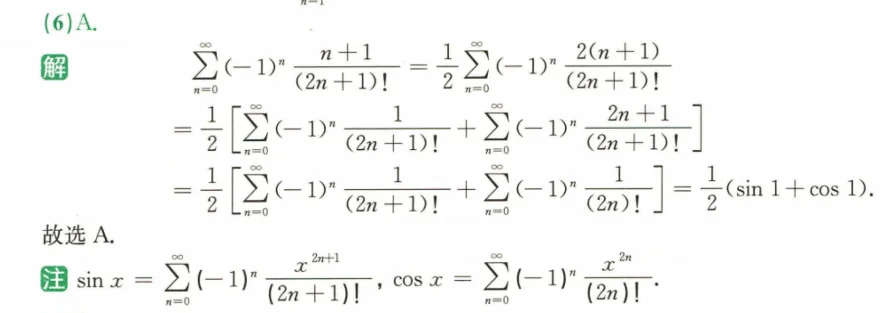 n=1
(6)A.
解 \sum_{n=0}^{\infty}(-1)^n \frac{n+1}{(2n+1)!} = \frac{1}{2}\sum_{n=0}^{\infty}(-1)^n \frac{2(n+1)}{(2n+1)!}
= \frac{1}{2}\left[\sum_{n=0}^{\infty}(-1)^n \frac{1}{(2n+1)!} + \sum_{n=0}^{\infty}(-1)^n \frac{2n+1}{(2n+1)!}\right]
= \frac{1}{2}\left[\sum_{n=0}^{\infty}(-1)^n \frac{1}{(2n+1)!} + \sum_{n=0}^{\infty}(-1)^n \frac{1}{(2n)!}\right] = \frac{1}{2}(\sin 1 + \cos 1).
故选 A.
注 \sin x = \sum_{n=0}^{\infty}(-1)^n \frac{x^{2n+1}}{(2n+1)!}, \cos x = \sum_{n=0}^{\infty}(-1)^n \frac{x^{2n}}{(2n)!}.